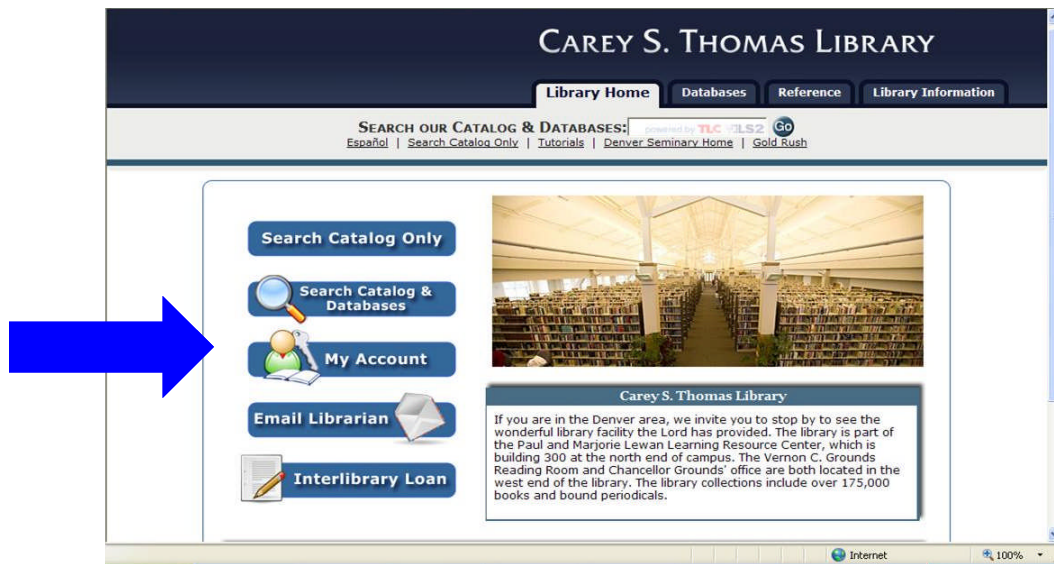 CAREY S. THOMAS LIBRARY
Library Home Databases Reference Library Information
SEARCH OUR CATALOG & DATABASES: powered by TLC LS2 Go
Español | Search Catalog Only | Tutorials | Denver Seminary Home | Gold Rush
Search Catalog Only
Search Catalog &
Databases
My Account
Email Librarian
Interlibrary Loan
Carey S. Thomas Library
If you are in the Denver area, we invite you to stop by to see the
wonderful library facility the Lord has provided. The library is part of
the Paul and Marjorie Lewan Learning Resource Center, which is
building 300 at the north end of campus. The Vernon C. Grounds
Reading Room and Chancellor Grounds' office are both located in the
west end of the library. The library collections include over 175,000
books and bound periodicals.
Internet 100%